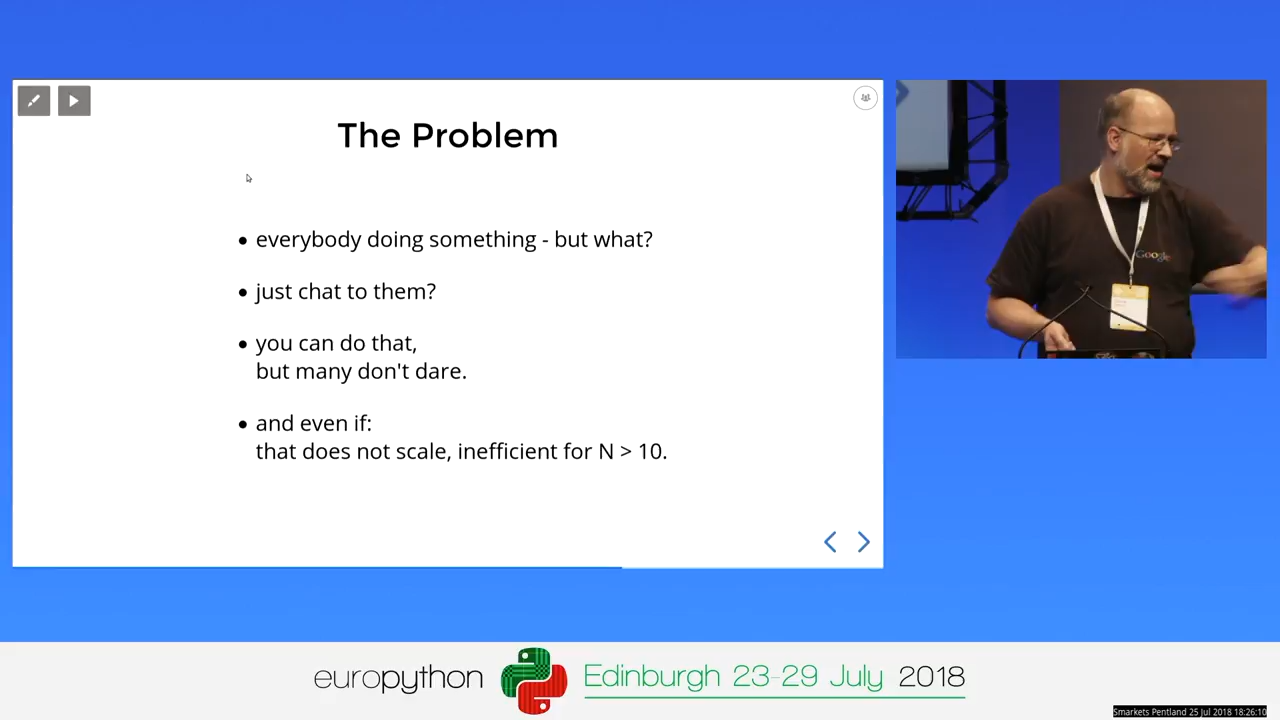 The Problem
everybody doing something - but what?
just chat to them?
you can do that,
but many don't dare.
and even if:
that does not scale, inefficient for N > 10.
Google
europython
Edinburgh 23-29 July 2018
Smarkets Pentland 25 Jul 2018 18:26:10